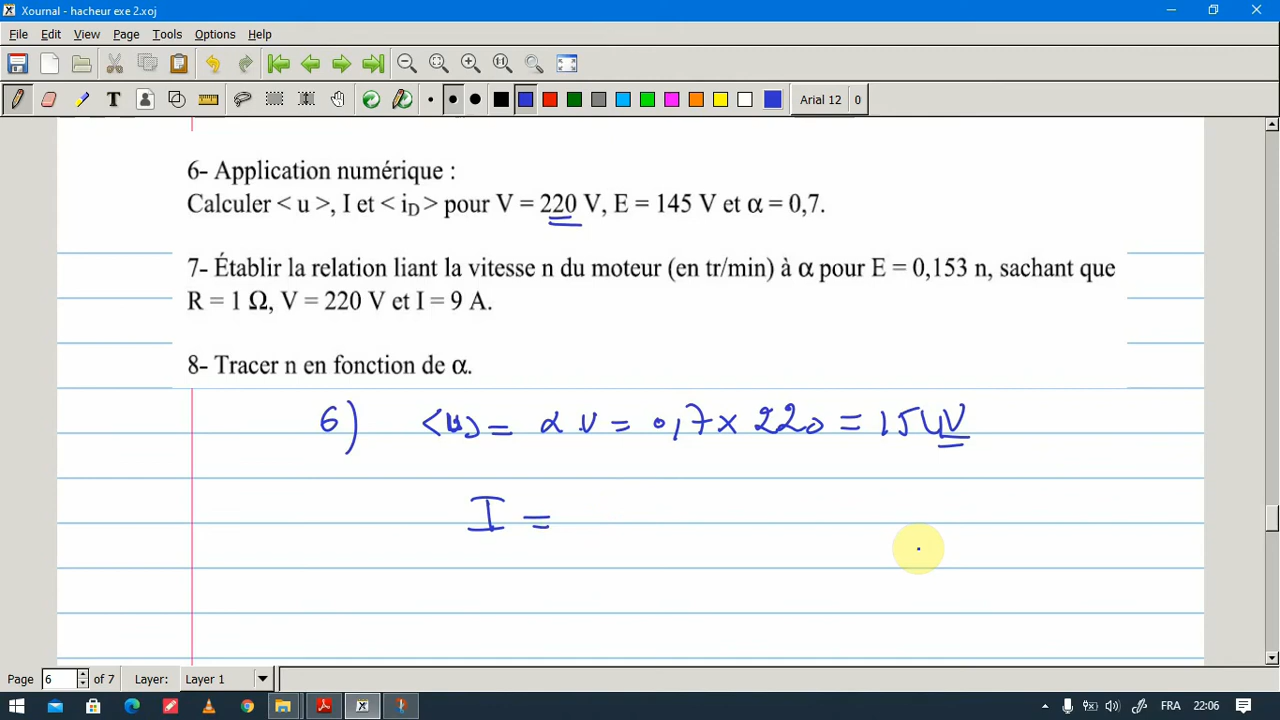 Xournal - hacheur exe 2.xoj
File Edit View Page Tools Options Help
Arial 12 0
6- Application numérique :
Calculer < u >, I et < iD > pour V = 220 V, E = 145 V et α = 0,7.
7- Établir la relation liant la vitesse n du moteur (en tr/min) à α pour E = 0,153 n, sachant que
R = 1 Ω, V = 220 V et I = 9 A.
8- Tracer n en fonction de α.
6) <u> = α V = 0,7 × 220 = 154V
I =
Page 6 of 7 Layer: Layer 1
FRA 22:06